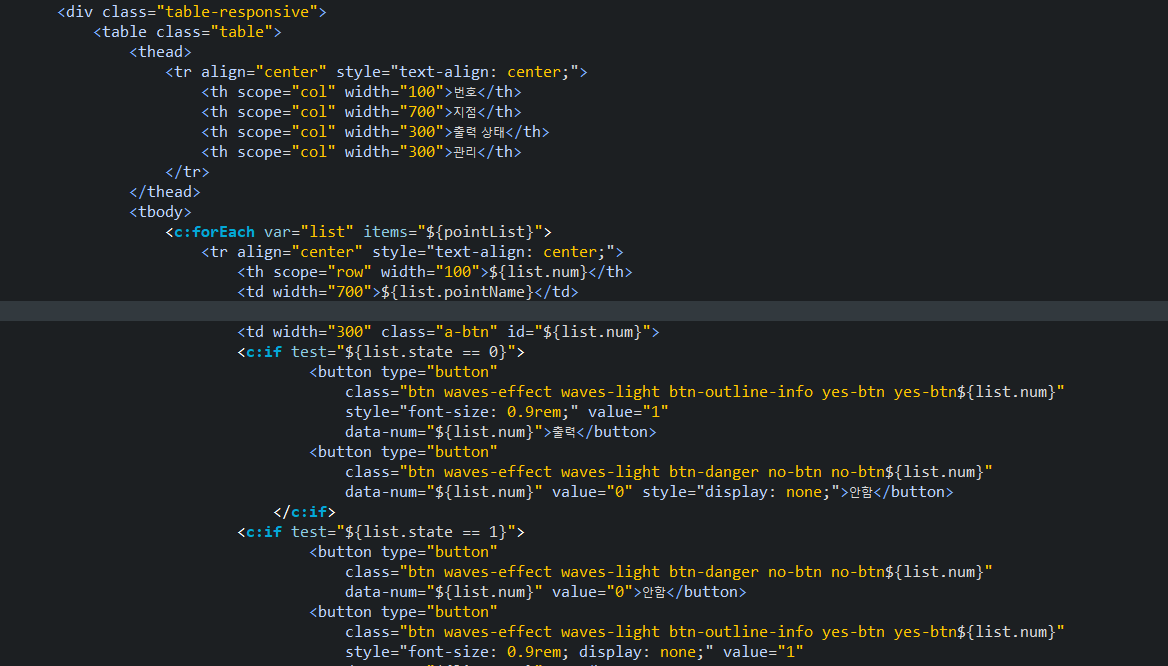 <div class="table-responsive">
<table class="table">
<thead>
<tr align="center" style="text-align: center;">
<th scope="col" width="100">번호</th>
<th scope="col" width="700">지점</th>
<th scope="col" width="300">출력 상태</th>
<th scope="col" width="300">관리</th>
</tr>
</thead>
<tbody>
<c:forEach var="list" items="${pointList}">
<tr align="center" style="text-align: center;">
<th scope="row" width="100">${list.num}</th>
<td width="700">${list.pointName}</td>
<td width="300" class="a-btn" id="${list.num}">
<c:if test="${list.state == 0}">
<button type="button"
class="btn waves-effect waves-light btn-outline-info yes-btn yes-btn${list.num}"
style="font-size: 0.9rem;" value="1"
data-num="${list.num}">출력</button>
<button type="button"
class="btn waves-effect waves-light btn-danger no-btn no-btn${list.num}"
data-num="${list.num}" value="0" style="display: none;">안함</button>
</c:if>
<c:if test="${list.state == 1}">
<button type="button"
class="btn waves-effect waves-light btn-danger no-btn no-btn${list.num}"
data-num="${list.num}" value="0">안함</button>
<button type="button"
class="btn waves-effect waves-light btn-outline-info yes-btn yes-btn${list.num}"
style="font-size: 0.9rem; display: none;" value="1"